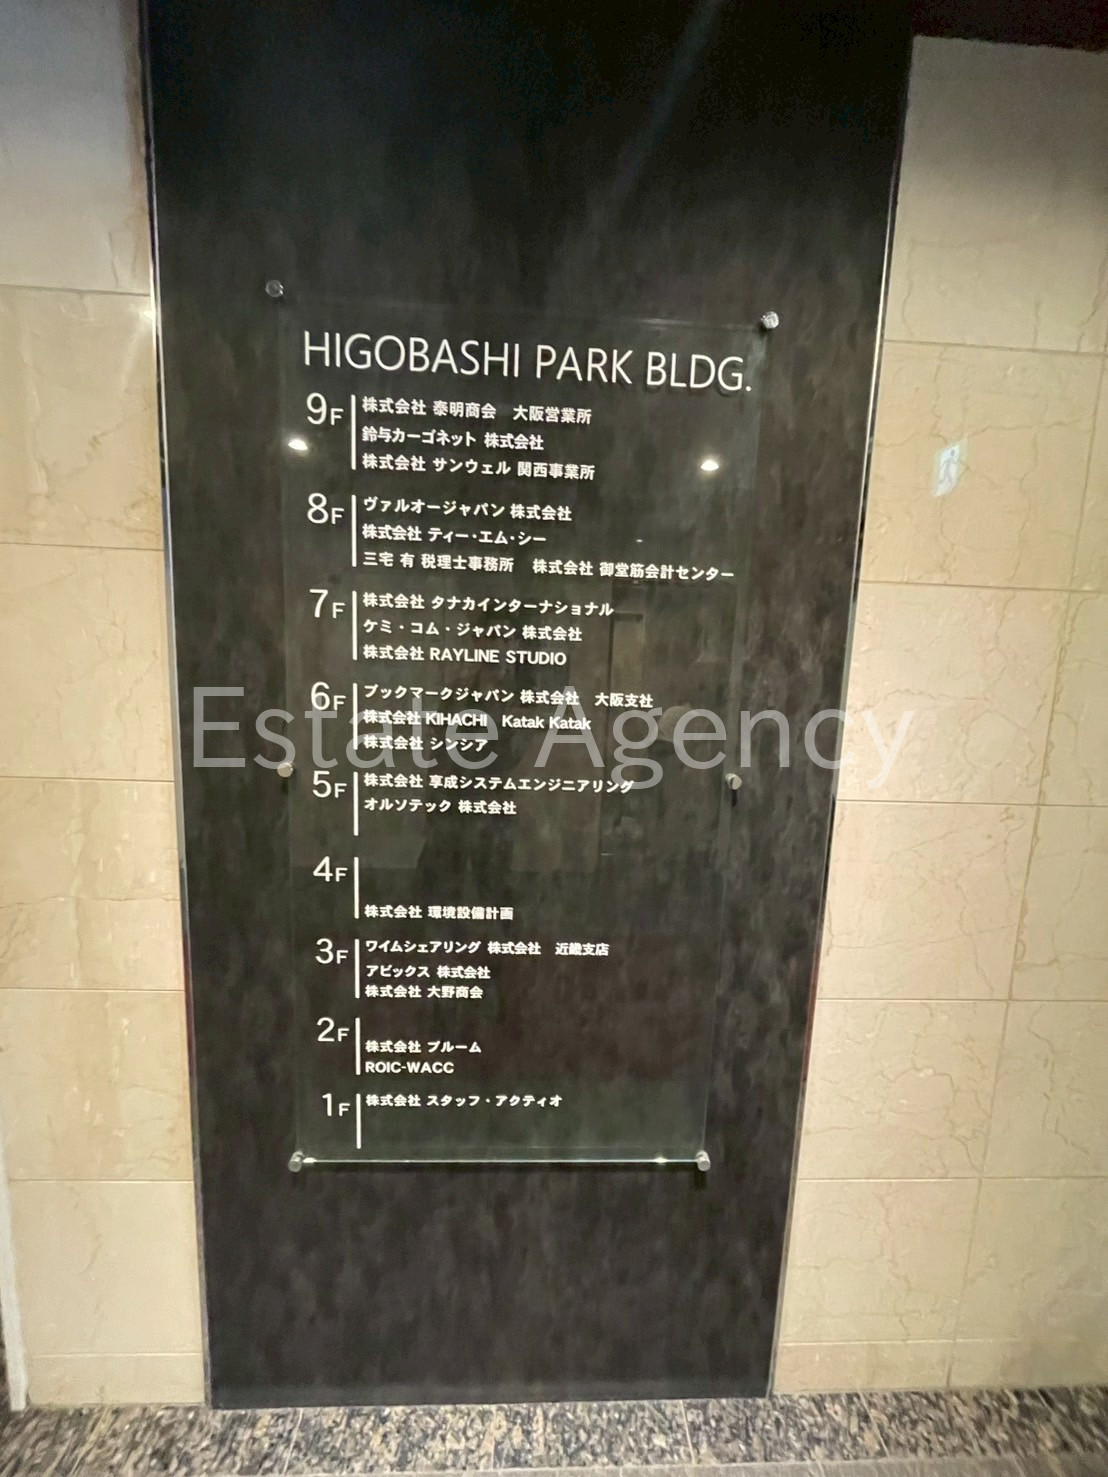 HIGOBASHI PARK BLDG.
9F
株式会社 泰明商会　大阪営業所
鈴与カーゴネット 株式会社
株式会社 サンウェル 関西事業所
8F
ヴァルオージャパン 株式会社
株式会社 ティー・エム・シー
三宅 有 税理士事務所　株式会社 御堂筋会計センター
7F
株式会社 タナカインターナショナル
ケミ・コム・ジャパン 株式会社
株式会社 RAYLINE STUDIO
6F
ブックマークジャパン 株式会社　大阪支社
株式会社 KIHACHI　Katak Katak
株式会社 シンシア
Estate Agency
5F
株式会社 享成システムエンジニアリング
オルソテック 株式会社
4F
株式会社 環境設備計画
3F
ワイムシェアリング 株式会社　近畿支店
アビックス 株式会社
株式会社 大野商会
2F
株式会社 ブルーム
ROIC-WACC
1F
株式会社 スタッフ・アクティオ